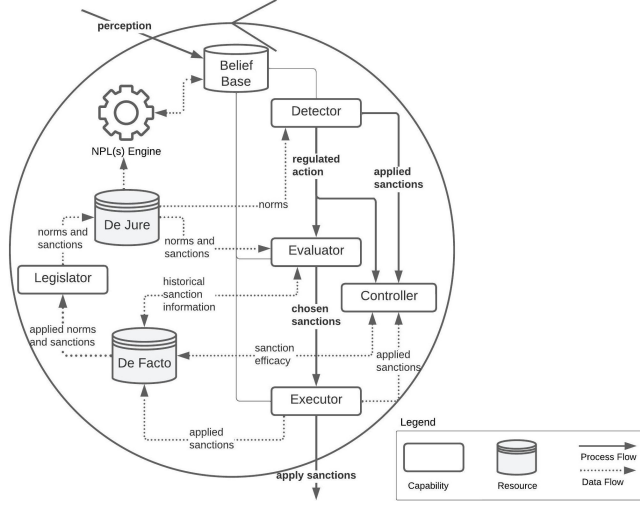 perception
Belief
Base
Detector
NPL(s) Engine
regulated
action
applied
sanctions
norms
De Jure
norms and
sanctions
norms and
sanctions
Evaluator
Legislator
historical
sanction
information
Controller
chosen
sanctions
applied norms
and sanctions
De Facto
sanction
efficacy
applied
sanctions
Executor
applied
sanctions
apply sanctions
Legend
Capability
Resource
Process Flow
Data Flow